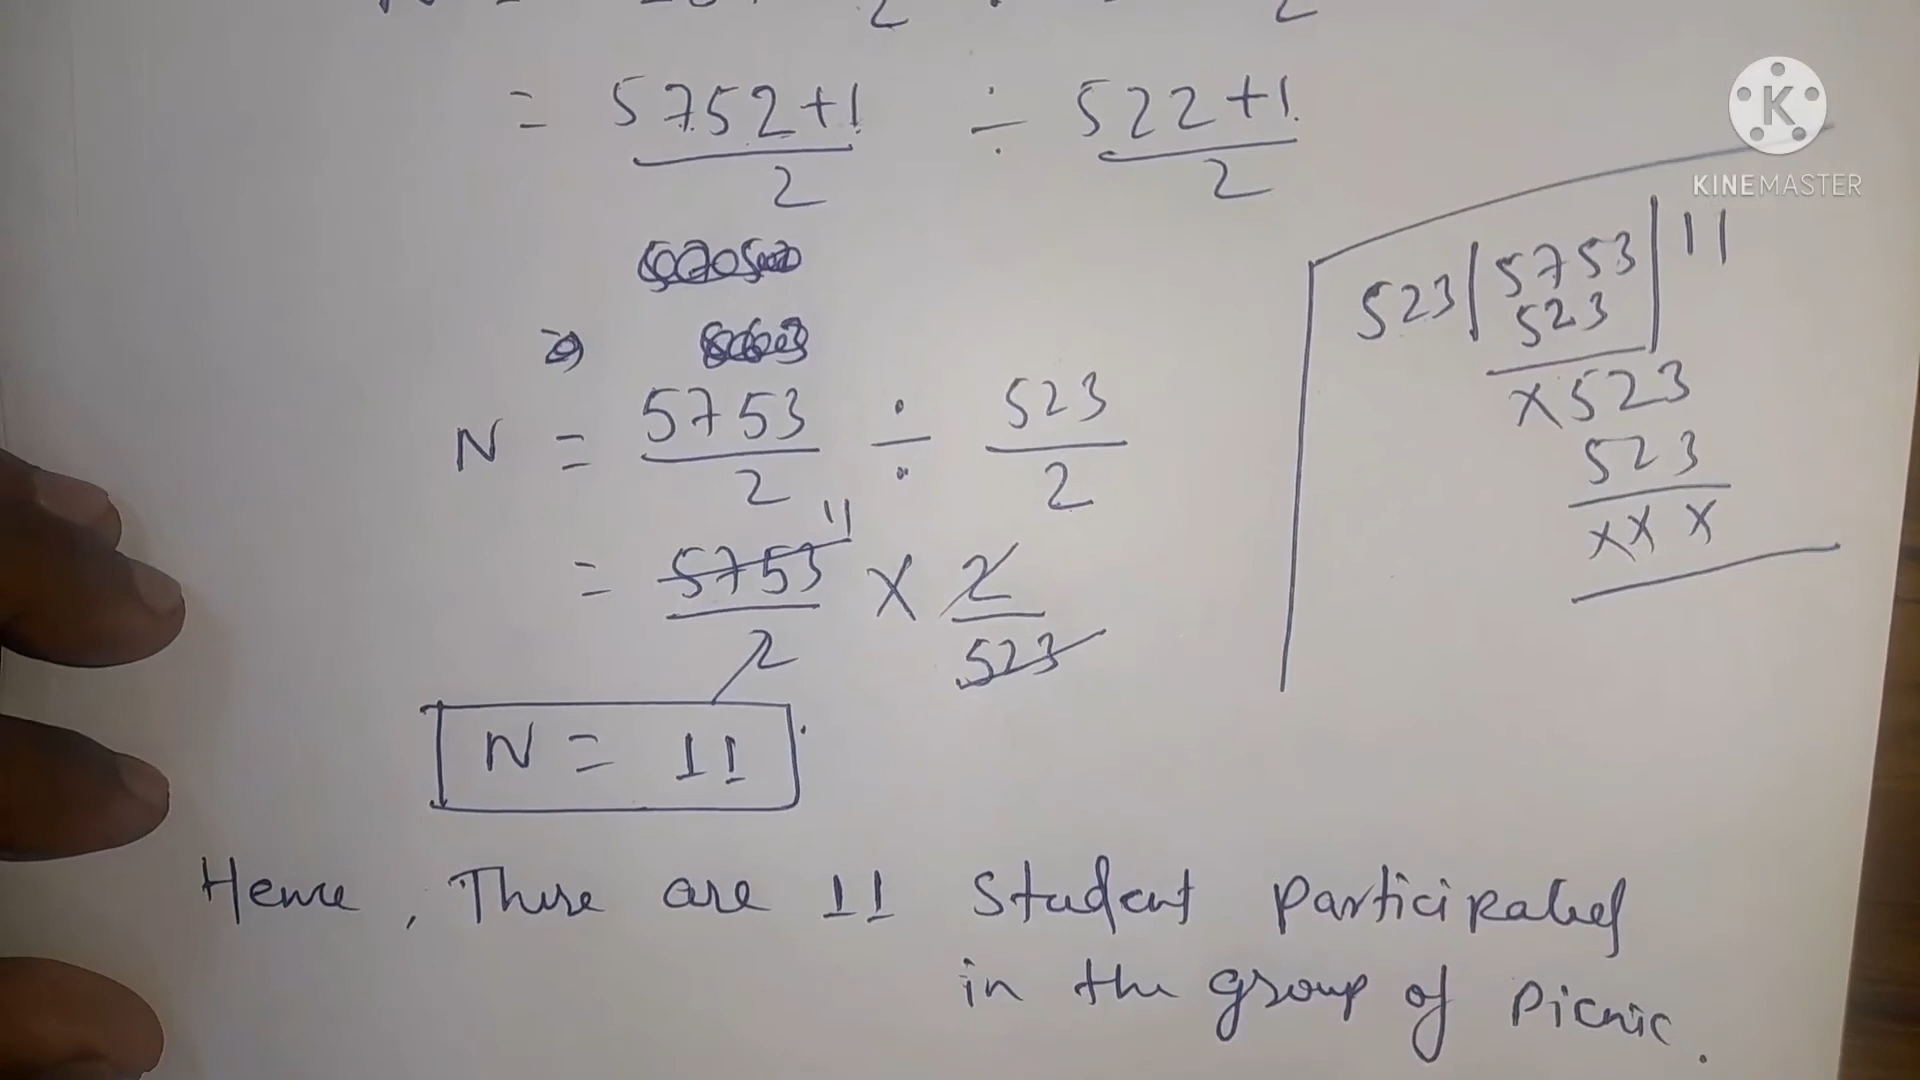 = 5752+1 ÷ 522+1
2 2
K
KINEMASTER
523 | 5753 | 11
523
×523
523
×××
N = 5753/2 ÷ 523/2
11
= 5753/2 × 2/523
N = 11
Hence, There are 11 Student participated
in the group of Picnic.